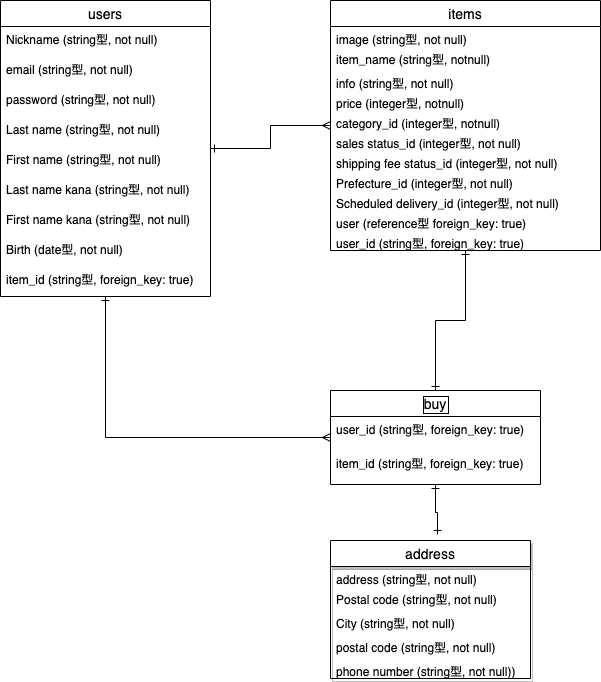 users
Nickname (string型, not null)
email (string型, not null)
password (string型, not null)
Last name (string型, not null)
First name (string型, not null)
Last name kana (string型, not null)
First name kana (string型, not null)
Birth (date型, not null)
item_id (string型, foreign_key: true)
items
image (string型, not null)
item_name (string型, notnull)
info (string型, not null)
price (integer型, notnull)
category_id (integer型, notnull)
sales status_id (integer型, not null)
shipping fee status_id (integer型, not null)
Prefecture_id (integer型, not null)
Scheduled delivery_id (integer型, not null)
user (reference型 foreign_key: true)
user_id (string型, foreign_key: true)
buy
user_id (string型, foreign_key: true)
item_id (string型, foreign_key: true)
address
address (string型, not null)
Postal code (string型, not null)
City (string型, not null)
postal code (string型, not null)
phone number (string型, not null))